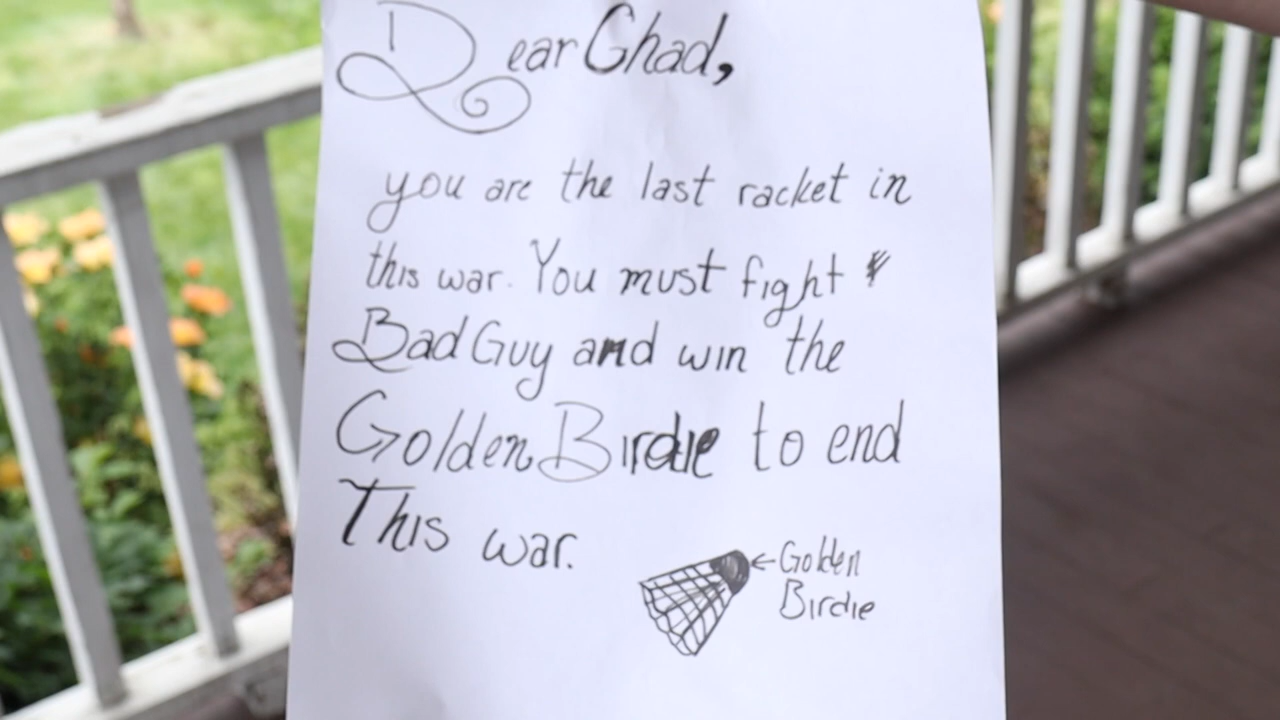 Dear Ghad,
you are the last racket in
this war. You must fight
Bad Guy and win the
Golden Birdie to end
This war.
←Golden
Birdie